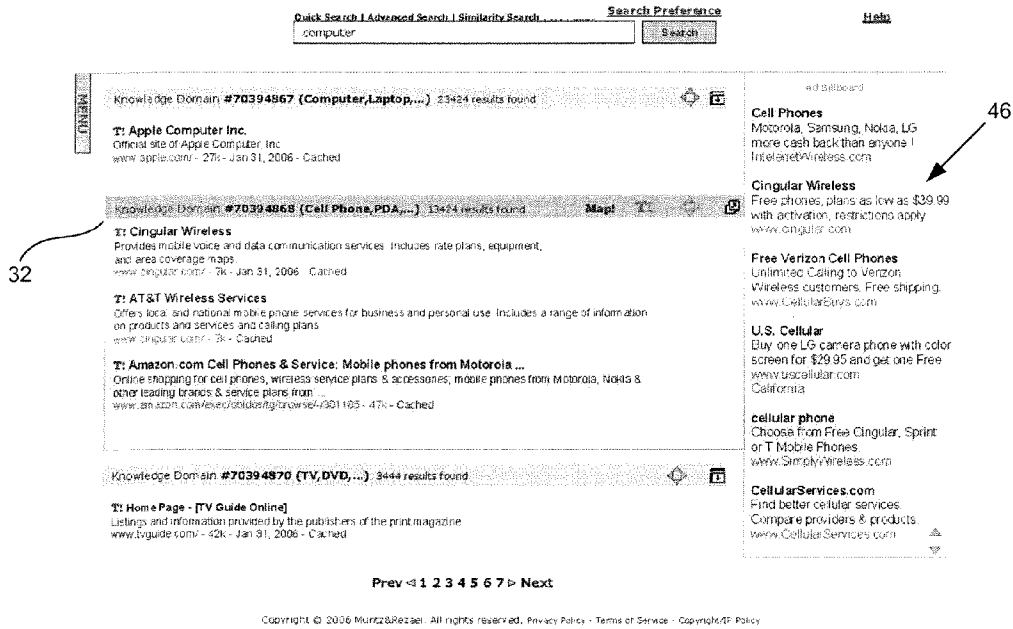 Quick Search | Advanced Search | Similarity Search
Search Preference
Help
computer
Search
MENU
Knowledge Domain #70394867 (Computer,Laptop,...) 23424 results found
T! Apple Computer Inc.
Official site of Apple Computer, Inc
www.apple.com/ - 27k - Jan 31, 2006 - Cached
Knowledge Domain #70394868 (Cell Phone,PDA,...) 13424 results found Map! T!
32
T! Cingular Wireless
Provides mobile voice and data communication services. Includes rate plans, equipment,
and area coverage maps.
www.cingular.com/ - 7k - Jan 31, 2006 - Cached
T! AT&T Wireless Services
Offers local and national mobile phone services for business and personal use. Includes a range of information
on products and services and calling plans
www.cingular.com/ - 7k - Cached
T! Amazon.com Cell Phones & Service: Mobile phones from Motorola ...
Online shopping for cell phones, wireless service plans & accessories; mobile phones from Motorola, Nokia &
other leading brands & service plans from ...
www.amazon.com/exec/obidos/tg/browse/-/301185 - 47k - Cached
Knowledge Domain #70394870 (TV,DVD,...) 3444 results found
T! Home Page - [TV Guide Online]
Listings and information provided by the publishers of the print magazine
www.tvguide.com/ - 42k - Jan 31, 2006 - Cached
ad Billboard
46
Cell Phones
Motorola, Samsung, Nokia, LG
more cash back than anyone !
IntelenetWireless.com
Cingular Wireless
Free phones, plans as low as $39.99
with activation, restrictions apply
www.cingular.com
Free Verizon Cell Phones
Unlimited Calling to Verizon
Wireless customers. Free shipping.
www.CellularBuys.com
U.S. Cellular
Buy one LG camera phone with color
screen for $29.95 and get one Free
www.uscellular.com
California
cellular phone
Choose from Free Cingular, Sprint
or T Mobile Phones.
www.SimplyWireless.com
CellularServices.com
Find better cellular services.
Compare providers & products.
www.CellularServices.com
Prev ◁ 1 2 3 4 5 6 7 ▷ Next
Copyright © 2006 Muntz&Rezaei. All rights reserved. Privacy Policy - Terms of Service - Copyright/IP Policy